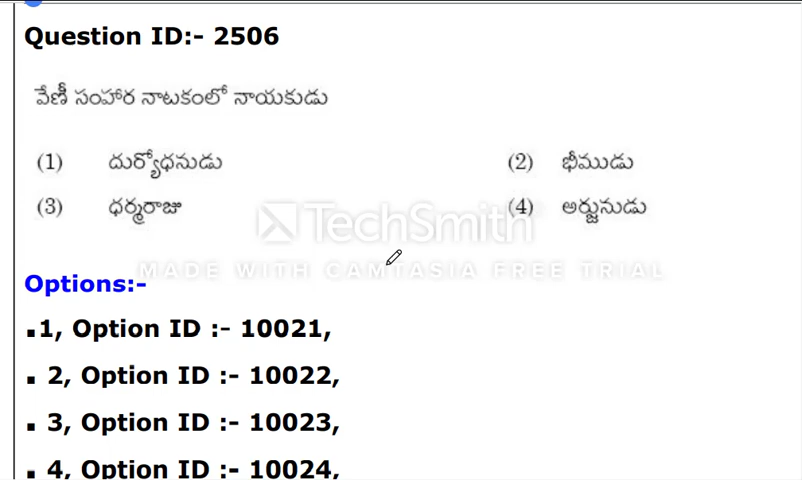 Question ID:- 2506
వేణీ సంహార నాటకంలో నాయకుడు
(1) దుర్యోధనుడు (2) భీముడు
(3) ధర్మరాజు (4) అర్జునుడు
TechSmith
MADE WITH CAMTASIA FREE TRIAL
Options:-
▪1, Option ID :- 10021,
▪ 2, Option ID :- 10022,
▪ 3, Option ID :- 10023,
▪ 4, Option ID :- 10024,